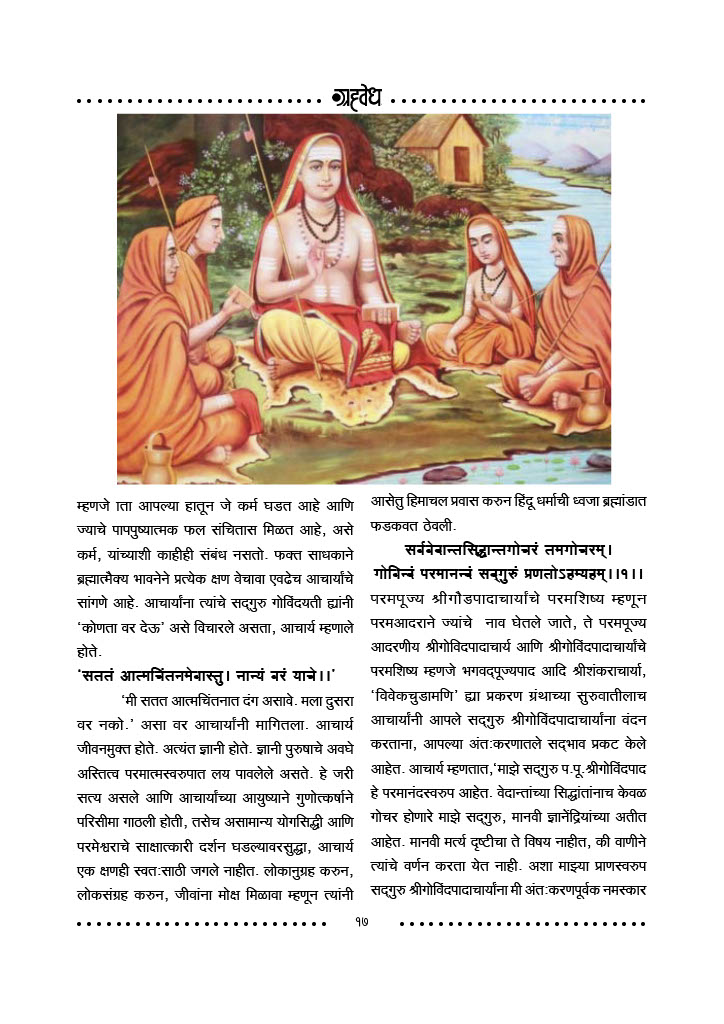 ग्रहवेध
म्हणजे ाता आपल्या हातून जे कर्म घडत आहे आणि
ज्याचे पापपुष्यात्मक फल संचितास मिळत आहे, असे
कर्म, यांच्याशी काहीही संबंध नसतो. फक्त साधकाने
ब्रह्मात्मैक्य भावनेने प्रत्येक क्षण वेचावा एवढेच आचार्यांचे
सांगणे आहे. आचार्यांना त्यांचे सद्‌गुरु गोविंदयती ह्यांनी
‘कोणता वर देऊ’ असे विचारले असता, आचार्य म्हणाले
होते.
‘सततं आत्मचिंतनमेवास्तु। नान्यं वरं याचे।।’
‘मी सतत आत्मचिंतनात दंग असावे. मला दुसरा
वर नको.’ असा वर आचार्यांनी मागितला. आचार्य
जीवनमुक्त होते. अत्यंत ज्ञानी होते. ज्ञानी पुरुषाचे अवघे
अस्तित्व परमात्मस्वरुपात लय पावलेले असते. हे जरी
सत्य असले आणि आचार्यांच्या आयुष्याने गुणोत्कर्षाने
परिसीमा गाठली होती, तसेच असामान्य योगसिद्धी आणि
परमेश्वराचे साक्षात्कारी दर्शन घडल्यावरसुद्धा, आचार्य
एक क्षणही स्वत:साठी जगले नाहीत. लोकानुग्रह करुन,
लोकसंग्रह करुन, जीवांना मोक्ष मिळावा म्हणून त्यांनी
आसेतु हिमाचल प्रवास करुन हिंदू धर्माची ध्वजा ब्रह्मांडात
फडकवत ठेवली.
सर्ववेदान्तसिद्धान्तगोचरं तमगोचरम्।
गोविन्दं परमानन्दं सद्‌गुरुं प्रणतोऽहम्यहम्।।१।।
परमपूज्य श्रीगौडपादाचार्यांचे परमशिष्य म्हणून
परमआदराने ज्यांचे नाव घेतले जाते, ते परमपूज्य
आदरणीय श्रीगोविदपादाचार्य आणि श्रीगोविंदपादाचार्यांचे
परमशिष्य म्हणजे भगवद्‌पूज्यपाद आदि श्रीशंकराचार्या,
‘विवेकचुडामणि’ ह्या प्रकरण ग्रंथाच्या सुरुवातीलाच
आचार्यांनी आपले सद्‌गुरु श्रीगोविंदपादाचार्यांना वंदन
करताना, आपल्या अंत:करणातले सद्‌भाव प्रकट केले
आहेत. आचार्य म्हणतात,‘माझे सद्‌गुरु प.पू.श्रीगोविंदपाद
हे परमानंदस्वरुप आहेत. वेदान्तांच्या सिद्धांतांनाच केवळ
गोचर होणारे माझे सद्‌गुरु, मानवी ज्ञानेंद्रियांच्या अतीत
आहेत. मानवी मर्त्य दृष्टीचा ते विषय नाहीत, की वाणीने
त्यांचे वर्णन करता येत नाही. अशा माझ्या प्राणस्वरुप
सद्‌गुरु श्रीगोविंदपादाचार्यांना मी अंत:करणपूर्वक नमस्कार
१७